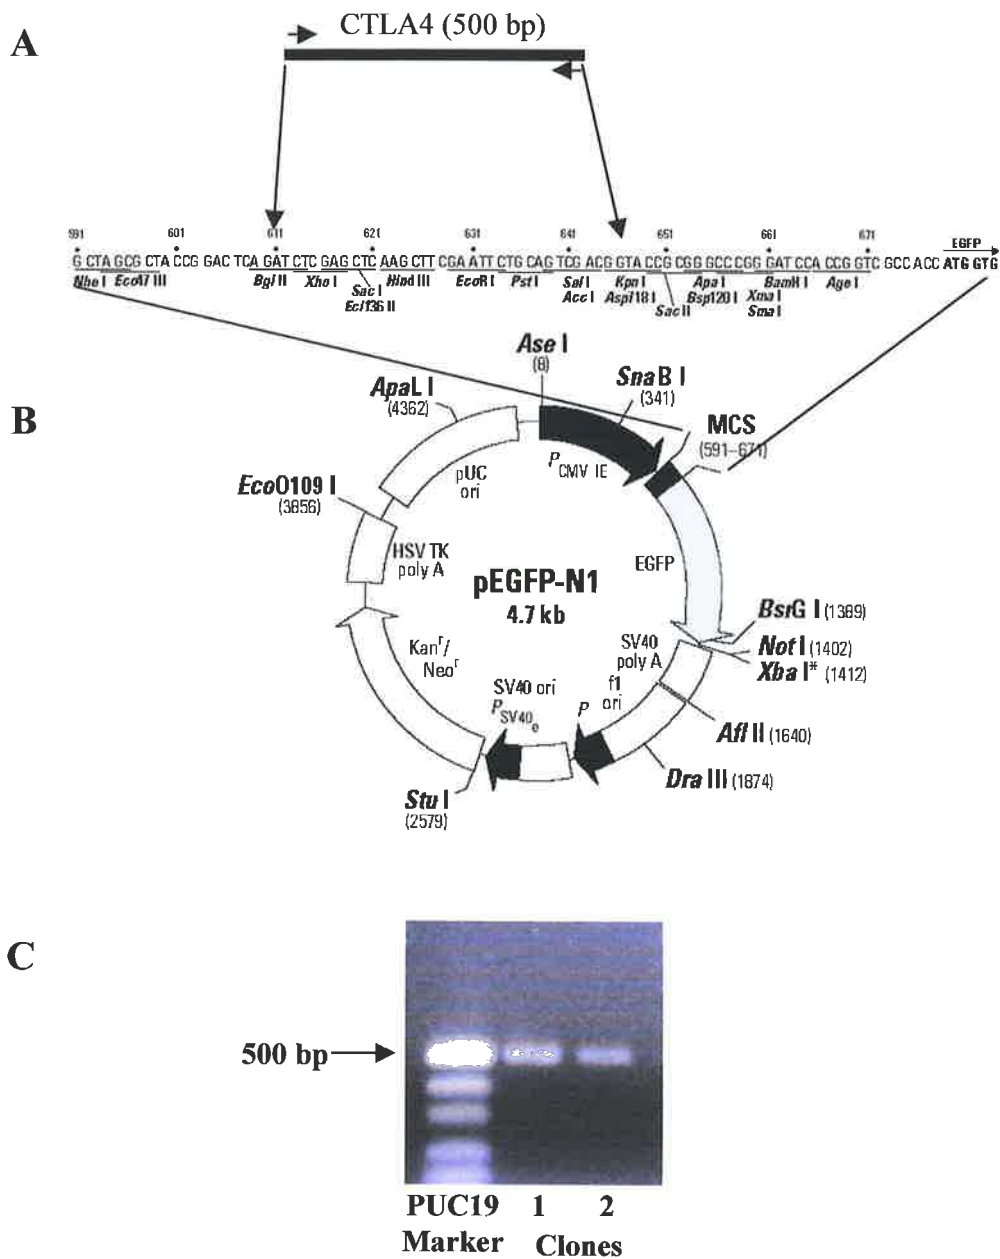 A
CTLA4 (500 bp)
591 601 611 621 631 641 651 661 671 EGFP
G CTA GCG CTA CCG GAC TCA GAT CTC GAG CTC AAG CTT CGA ATT CTG CAG TCG ACG GTA CCG CGG GCC CGG GAT CCA CCG GTC GCC ACC ATG GTG
Nhe I Eco47 III Bgl II Xho I Sac I Hind III EcoR I Pst I Sal I Kpn I Apa I BamH I Age I
Ecl136 II Acc I Asp718 I Sac II Bsp120 I Xma I
Sma I
B
Ase I
(8)
SnaB I
(341)
ApaL I
(4362)
MCS
(591–671)
PCMV IE
pUC
ori
EcoO109 I
(3856)
HSV TK
poly A
EGFP
pEGFP-N1
4.7 kb
BsrG I (1389)
Not I (1402)
Xba I* (1412)
SV40
poly A
Kanr/
Neor
SV40 ori
PSV40e
f1
ori
P
Afl II (1640)
Dra III (1874)
Stu I
(2579)
C
500 bp
PUC19 1 2
Marker Clones